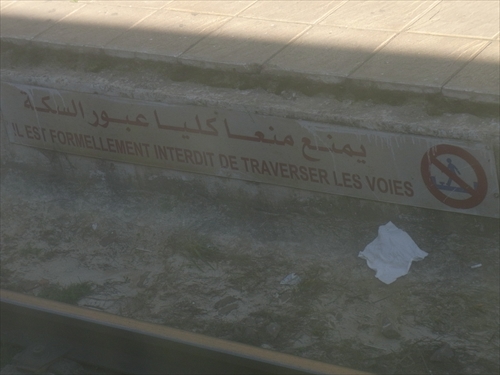 يمنع منعا كليا عبور السكة
IL EST FORMELLEMENT INTERDIT DE TRAVERSER LES VOIES